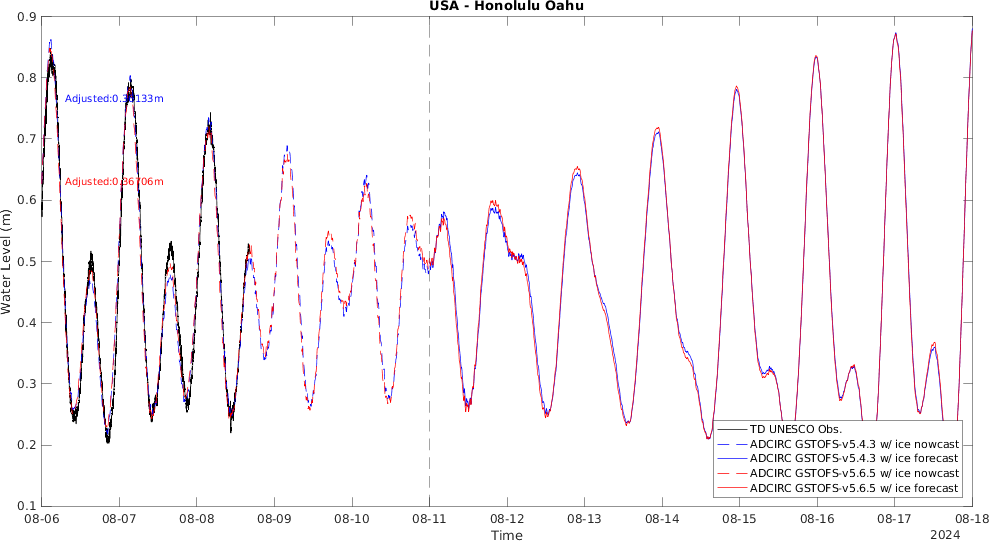 USA - Honolulu Oahu
0.9
0.8
0.7
0.6
0.5
0.4
0.3
0.2
0.1
Water Level (m)
Adjusted:0.36706m
TD UNESCO Obs.
ADCIRC GSTOFS-v5.4.3 w/ ice nowcast
ADCIRC GSTOFS-v5.4.3 w/ ice forecast
ADCIRC GSTOFS-v5.6.5 w/ ice nowcast
ADCIRC GSTOFS-v5.6.5 w/ ice forecast
08-06 08-07 08-08 08-09 08-10 08-11 08-12 08-13 08-14 08-15 08-16 08-17 08-18
Time
2024